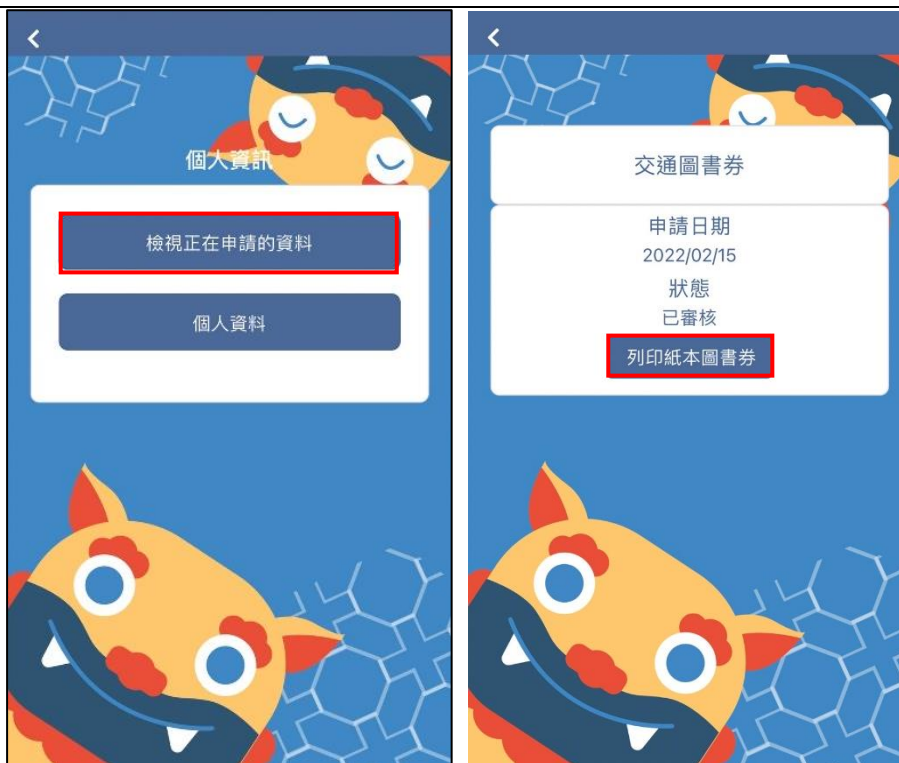 個人資訊
檢視正在申請的資料
個人資料
交通圖書券
申請日期
2022/02/15
狀態
已審核
列印紙本圖書券